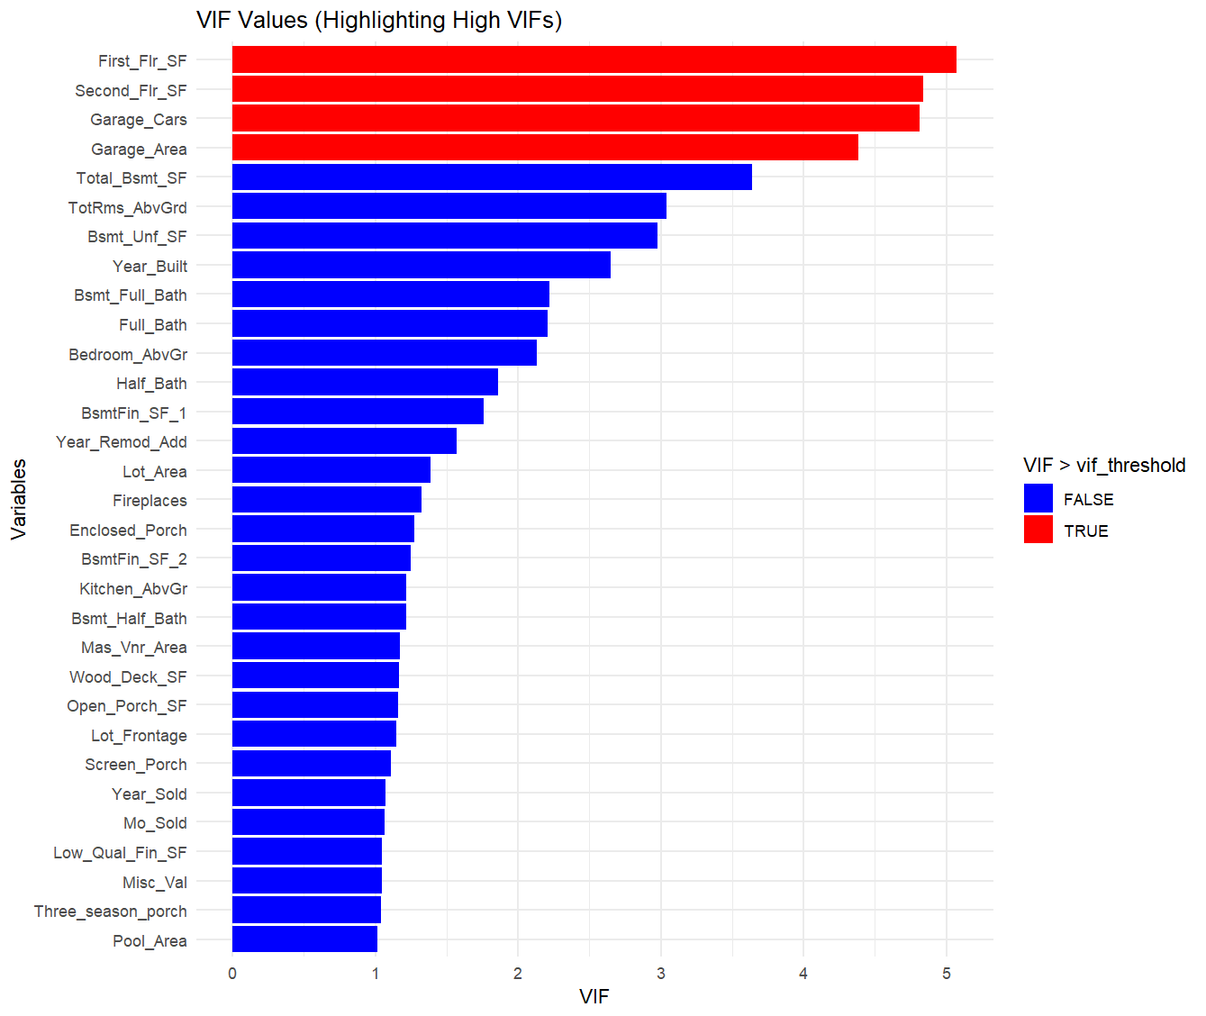 VIF Values (Highlighting High VIFs)
First_Flr_SF
Second_Flr_SF
Garage_Cars
Garage_Area
Total_Bsmt_SF
TotRms_AbvGrd
Bsmt_Unf_SF
Year_Built
Bsmt_Full_Bath
Full_Bath
Bedroom_AbvGr
Half_Bath
BsmtFin_SF_1
Year_Remod_Add
Lot_Area
Fireplaces
Enclosed_Porch
BsmtFin_SF_2
Kitchen_AbvGr
Bsmt_Half_Bath
Mas_Vnr_Area
Wood_Deck_SF
Open_Porch_SF
Lot_Frontage
Screen_Porch
Year_Sold
Mo_Sold
Low_Qual_Fin_SF
Misc_Val
Three_season_porch
Pool_Area
Variables
0 1 2 3 4 5
VIF
VIF > vif_threshold
FALSE
TRUE